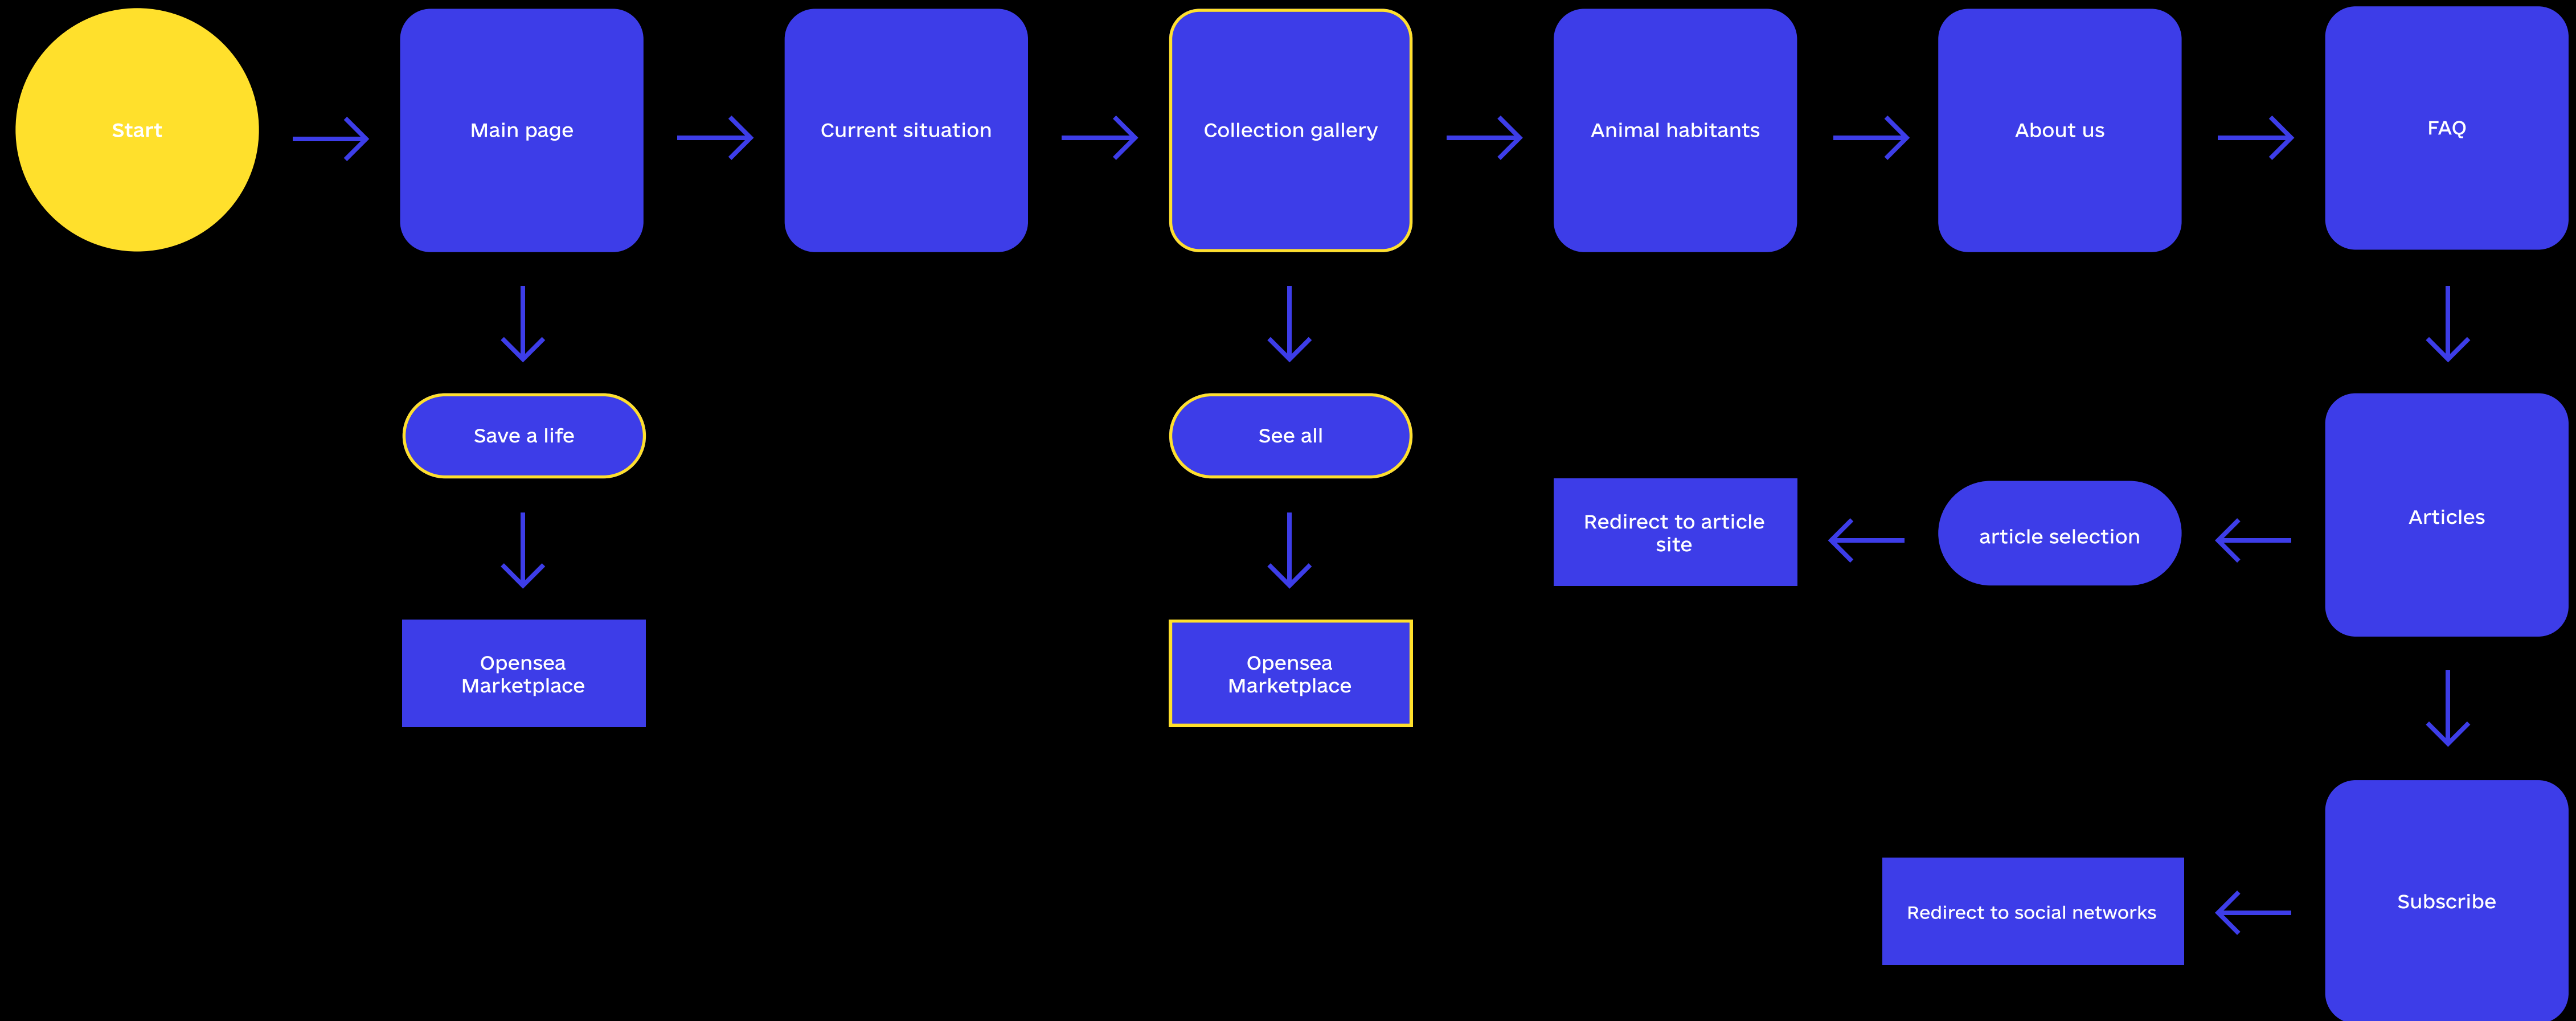 Start
Main page
Current situation
Collection gallery
Animal habitants
About us
FAQ
Save a life
See all
Redirect to article
site
article selection
Articles
Opensea
Marketplace
Opensea
Marketplace
Redirect to social networks
Subscribe